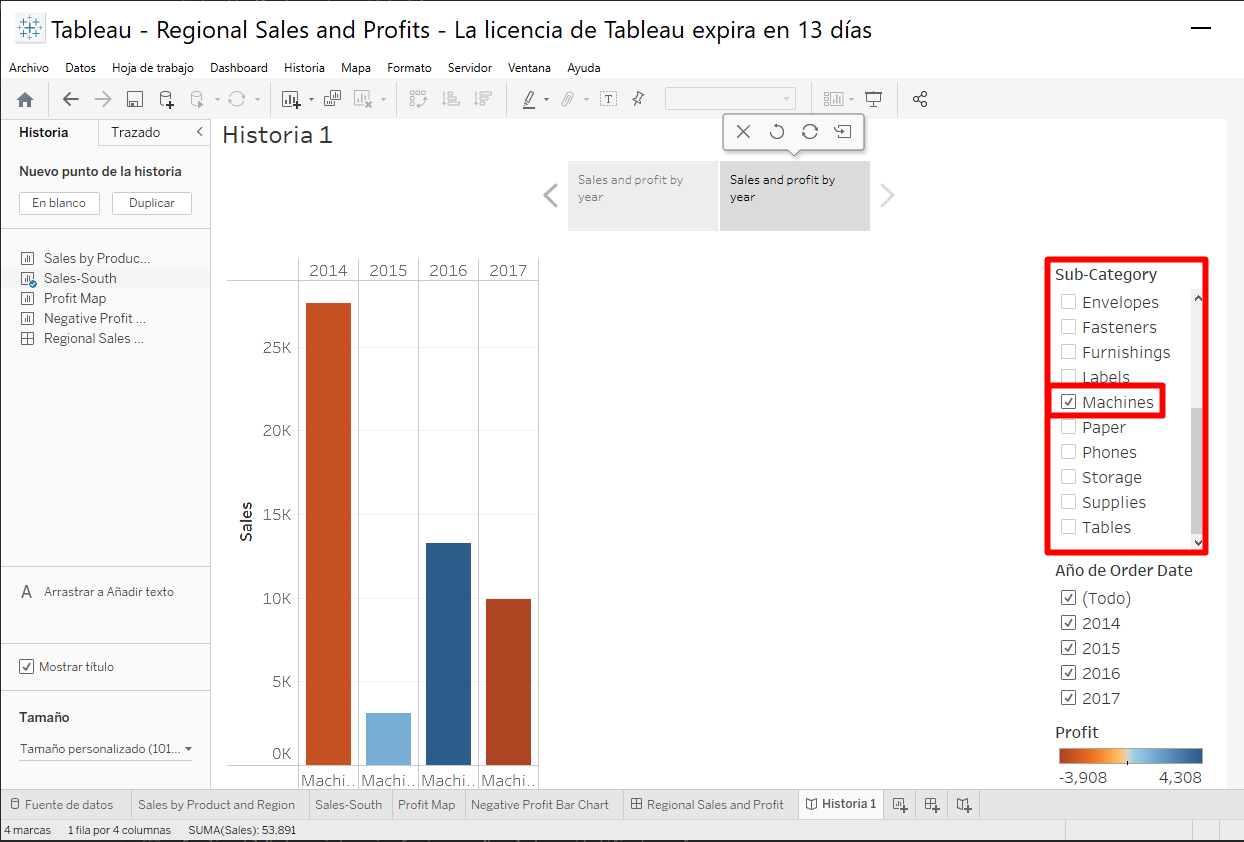 Tableau - Regional Sales and Profits - La licencia de Tableau expira en 13 días
Archivo Datos Hoja de trabajo Dashboard Historia Mapa Formato Servidor Ventana Ayuda
Historia Trazado
Nuevo punto de la historia
En blanco Duplicar
Sales by Produc...
Sales-South
Profit Map
Negative Profit ...
Regional Sales ...
A Arrastrar a Añadir texto
Mostrar título
Tamaño
Tamaño personalizado (101...
Historia 1
Sales and profit by
year
Sales and profit by
year
2014 2015 2016 2017
Sales
25K
20K
15K
10K
5K
0K
Machi.. Machi.. Machi.. Machi..
Sub-Category
Envelopes
Fasteners
Furnishings
Labels
Machines
Paper
Phones
Storage
Supplies
Tables
Año de Order Date
(Todo)
2014
2015
2016
2017
Profit
-3,908 4,308
Fuente de datos Sales by Product and Region Sales-South Profit Map Negative Profit Bar Chart Regional Sales and Profit Historia 1
4 marcas 1 fila por 4 columnas SUMA(Sales): 53,891